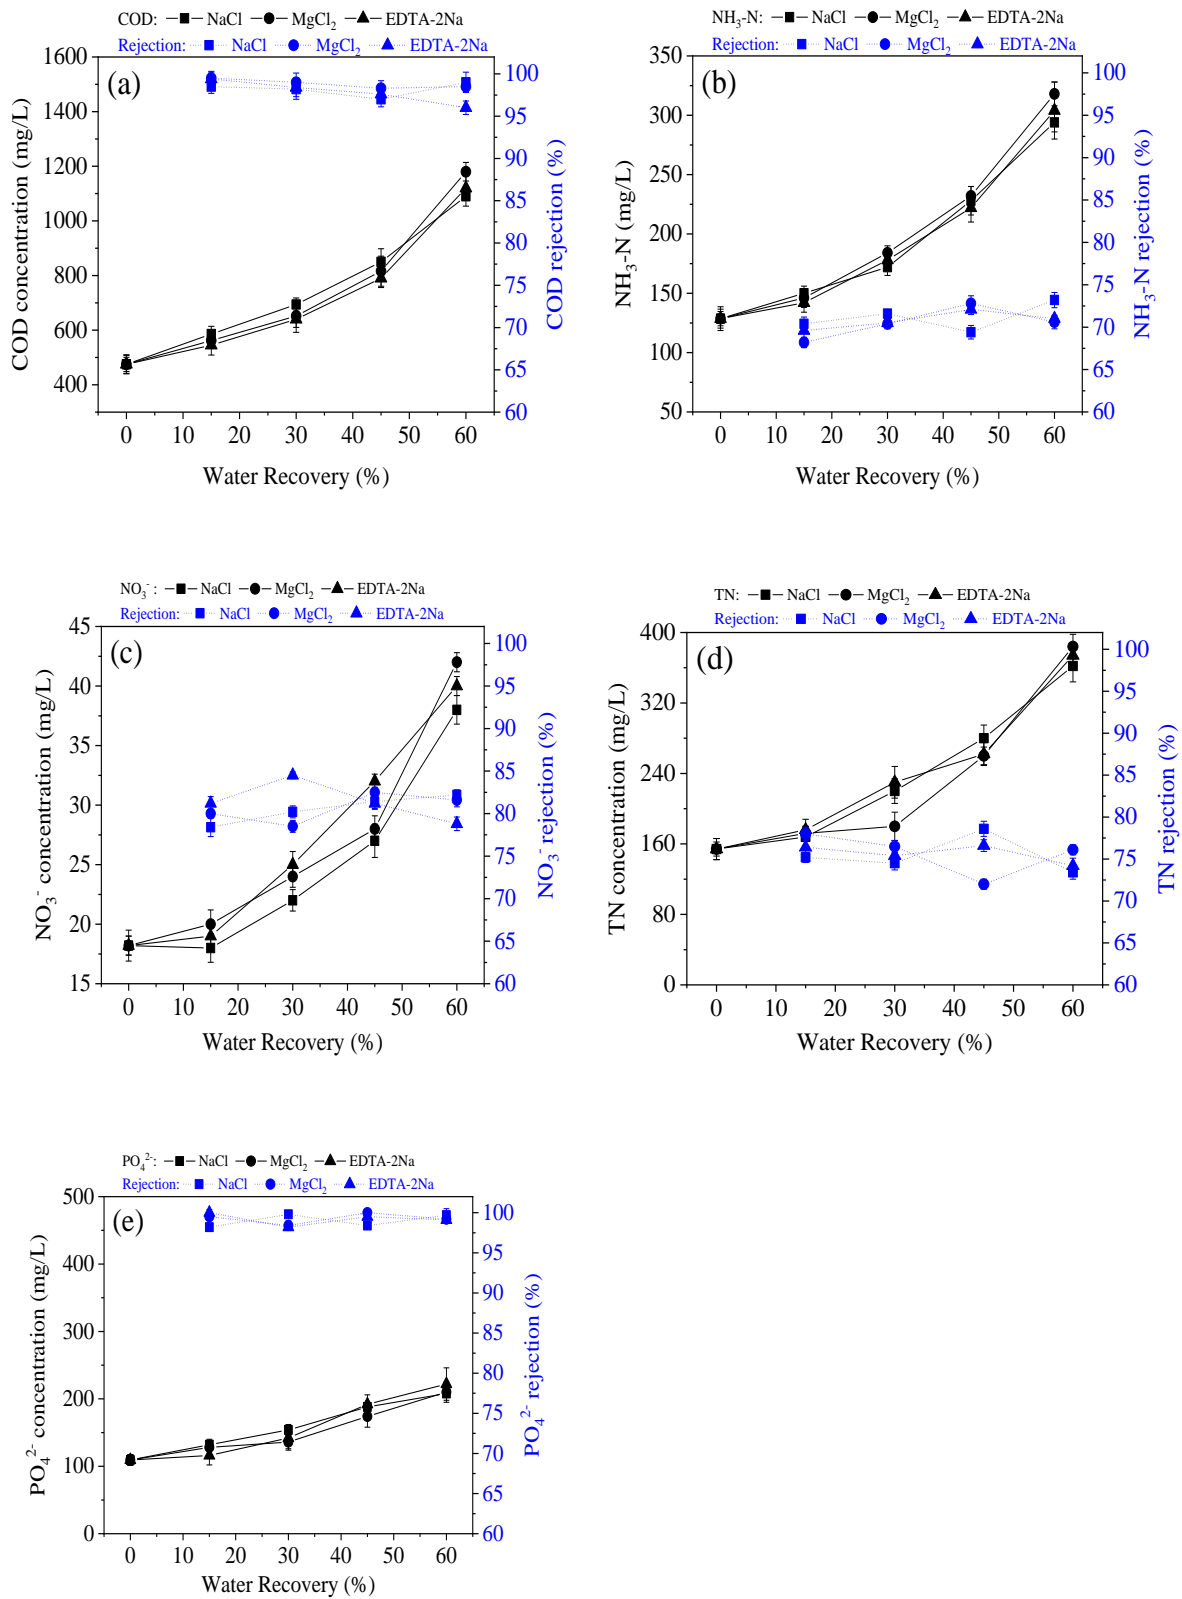 COD: NaCl MgCl₂ EDTA-2Na
Rejection: NaCl MgCl₂ EDTA-2Na
(a)
1600
1400
1200
1000
800
600
400
COD concentration (mg/L)
100
95
90
85
80
75
70
65
60
COD rejection (%)
0 10 20 30 40 50 60
Water Recovery (%)
NH₃-N: NaCl MgCl₂ EDTA-2Na
Rejection: NaCl MgCl₂ EDTA-2Na
(b)
350
300
250
200
150
100
50
NH₃-N (mg/L)
100
95
90
85
80
75
70
65
60
NH₃-N rejection (%)
0 10 20 30 40 50 60
Water Recovery (%)
NO₃⁻: NaCl MgCl₂ EDTA-2Na
Rejection: NaCl MgCl₂ EDTA-2Na
(c)
45
40
35
30
25
20
15
NO₃⁻ concentration (mg/L)
100
95
90
85
80
75
70
65
60
NO₃⁻ rejection (%)
0 10 20 30 40 50 60
Water Recovery (%)
TN: NaCl MgCl₂ EDTA-2Na
Rejection: NaCl MgCl₂ EDTA-2Na
(d)
400
320
240
160
80
0
TN concentration (mg/L)
100
95
90
85
80
75
70
65
60
TN rejection (%)
0 10 20 30 40 50 60
Water Recovery (%)
PO₄²⁻: NaCl MgCl₂ EDTA-2Na
Rejection: NaCl MgCl₂ EDTA-2Na
(e)
500
400
300
200
100
0
PO₄²⁻ concentration (mg/L)
100
95
90
85
80
75
70
65
60
PO₄²⁻ rejection (%)
0 10 20 30 40 50 60
Water Recovery (%)